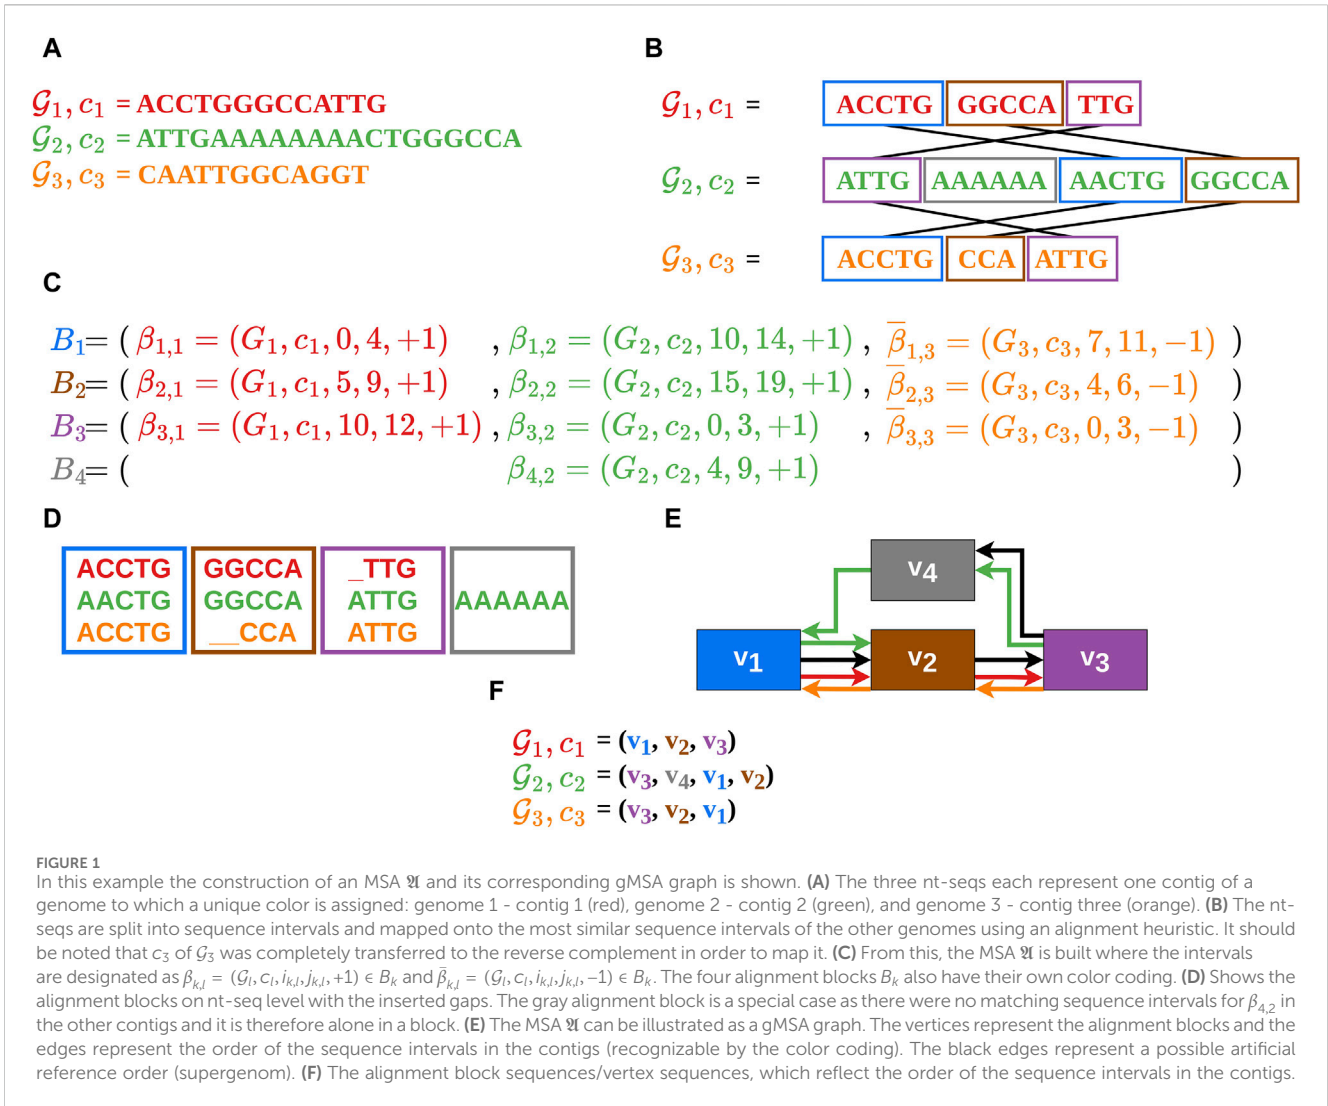 A
𝒢₁, c₁ = ACCTGGGCCATTG
𝒢₂, c₂ = ATTGAAAAAAAACTGGGCCA
𝒢₃, c₃ = CAATTGGCAGGT
B
𝒢₁, c₁ = ACCTG GGCCA TTG
𝒢₂, c₂ = ATTG AAAAAA AACTG GGCCA
𝒢₃, c₃ = ACCTG CCA ATTG
C
B₁= ( β₁,₁ = (G₁, c₁, 0, 4, +1) , β₁,₂ = (G₂, c₂, 10, 14, +1) , β̅₁,₃ = (G₃, c₃, 7, 11, −1) )
B₂= ( β₂,₁ = (G₁, c₁, 5, 9, +1) , β₂,₂ = (G₂, c₂, 15, 19, +1) , β̅₂,₃ = (G₃, c₃, 4, 6, −1) )
B₃= ( β₃,₁ = (G₁, c₁, 10, 12, +1) , β₃,₂ = (G₂, c₂, 0, 3, +1) , β̅₃,₃ = (G₃, c₃, 0, 3, −1) )
B₄= ( β₄,₂ = (G₂, c₂, 4, 9, +1) )
D
ACCTG GGCCA _TTG
AACTG GGCCA ATTG AAAAAA
ACCTG __CCA ATTG
E
v₄
v₁ v₂ v₃
F
𝒢₁, c₁ = (v₁, v₂, v₃)
𝒢₂, c₂ = (v₃, v₄, v₁, v₂)
𝒢₃, c₃ = (v₃, v₂, v₁)
FIGURE 1
In this example the construction of an MSA 𝕬 and its corresponding gMSA graph is shown. (A) The three nt-seqs each represent one contig of a
genome to which a unique color is assigned: genome 1 - contig 1 (red), genome 2 - contig 2 (green), and genome 3 - contig three (orange). (B) The nt-
seqs are split into sequence intervals and mapped onto the most similar sequence intervals of the other genomes using an alignment heuristic. It should
be noted that c₃ of 𝒢₃ was completely transferred to the reverse complement in order to map it. (C) From this, the MSA 𝕬 is built where the intervals
are designated as βₖ,ₗ = (𝒢ₗ, cₗ, iₖ,ₗ, jₖ,ₗ, +1) ∈ Bₖ and β̄ₖ,ₗ = (𝒢ₗ, cₗ, iₖ,ₗ, jₖ,ₗ, −1) ∈ Bₖ. The four alignment blocks Bₖ also have their own color coding. (D) Shows the
alignment blocks on nt-seq level with the inserted gaps. The gray alignment block is a special case as there were no matching sequence intervals for β₄,₂ in
the other contigs and it is therefore alone in a block. (E) The MSA 𝕬 can be illustrated as a gMSA graph. The vertices represent the alignment blocks and the
edges represent the order of the sequence intervals in the contigs (recognizable by the color coding). The black edges represent a possible artificial
reference order (supergenom). (F) The alignment block sequences/vertex sequences, which reflect the order of the sequence intervals in the contigs.